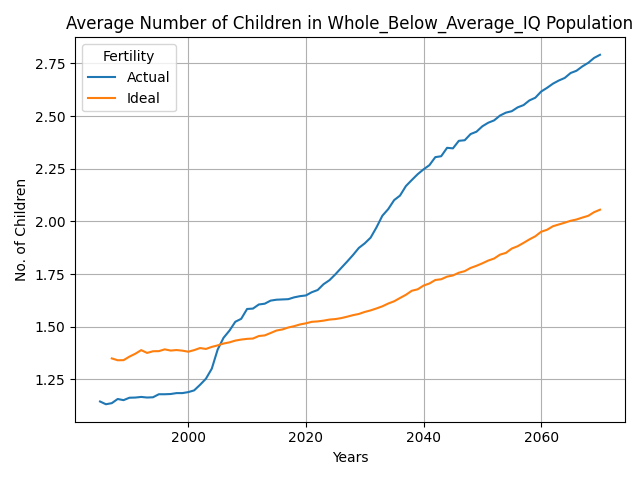 Average Number of Children in Whole_Below_Average_IQ Population
Fertility
Actual
Ideal
2.75
2.50
2.25
2.00
1.75
1.50
1.25
No. of Children
2000
2020
2040
2060
Years